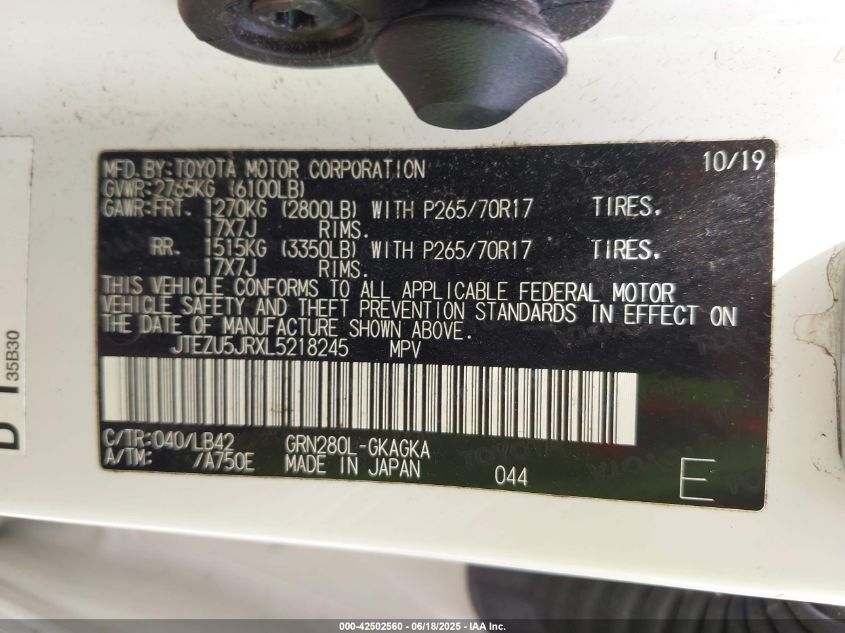 MFD.BY:TOYOTA MOTOR CORPORATION 10/19
GVWR:2765KG (6100LB)
GAWR:FRT. 1270KG (2800LB) WITH P265/70R17 TIRES.
17X7J RIMS.
RR. 1515KG (3350LB) WITH P265/70R17 TIRES.
17X7J RIMS.
THIS VEHICLE CONFORMS TO ALL APPLICABLE FEDERAL MOTOR
VEHICLE SAFETY AND THEFT PREVENTION STANDARDS IN EFFECT ON
THE DATE OF MANUFACTURE SHOWN ABOVE.
JTEZU5JRXL5218245 MPV
C/TR:040/LB42 GRN280L-GKAGKA
A/TM: /A750E MADE IN JAPAN 044 E
35B30
000-42502560 - 06/18/2025 - IAA Inc.